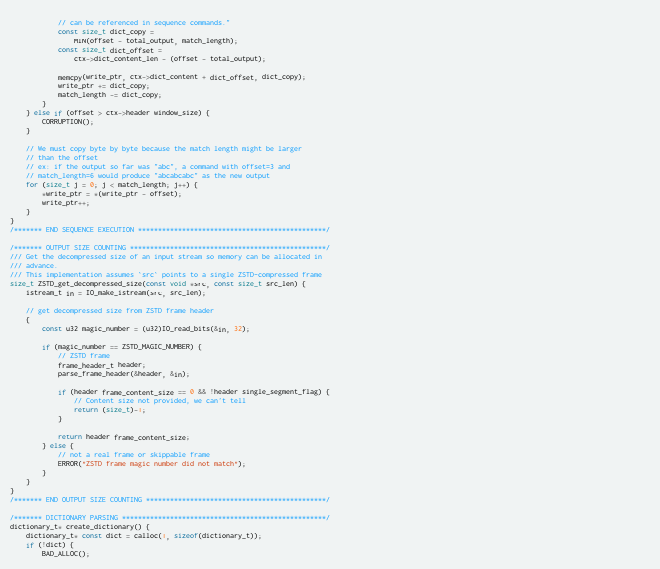 // can be referenced in sequence commands."
const size_t dict_copy =
MIN(offset - total_output, match_length);
const size_t dict_offset =
ctx->dict_content_len - (offset - total_output);
memcpy(write_ptr, ctx->dict_content + dict_offset, dict_copy);
write_ptr += dict_copy;
match_length -= dict_copy;
}
} else if (offset > ctx->header window_size) {
CORRUPTION();
}
// We must copy byte by byte because the match length might be larger
// than the offset
// ex: if the output so far was "abc", a command with offset=3 and
// match_length=6 would produce "abcabcabc" as the new output
for (size_t j = 0; j < match_length; j++) {
*write_ptr = *(write_ptr - offset);
write_ptr++;
}
}
/******* END SEQUENCE EXECUTION ***********************************************/
/******* OUTPUT SIZE COUNTING *************************************************/
/// Get the decompressed size of an input stream so memory can be allocated in
/// advance.
/// This implementation assumes `src` points to a single ZSTD-compressed frame
size_t ZSTD_get_decompressed_size(const void *src, const size_t src_len) {
istream_t in = IO_make_istream(src, src_len);
// get decompressed size from ZSTD frame header
{
const u32 magic_number = (u32)IO_read_bits(&in, 32);
if (magic_number == ZSTD_MAGIC_NUMBER) {
// ZSTD frame
frame_header_t header;
parse_frame_header(&header, &in);
if (header frame_content_size == 0 && !header single_segment_flag) {
// Content size not provided, we can't tell
return (size_t)-1;
}
return header frame_content_size;
} else {
// not a real frame or skippable frame
ERROR("ZSTD frame magic number did not match");
}
}
}
/******* END OUTPUT SIZE COUNTING *********************************************/
/******* DICTIONARY PARSING ***************************************************/
dictionary_t* create_dictionary() {
dictionary_t* const dict = calloc(1, sizeof(dictionary_t));
if (!dict) {
BAD_ALLOC();